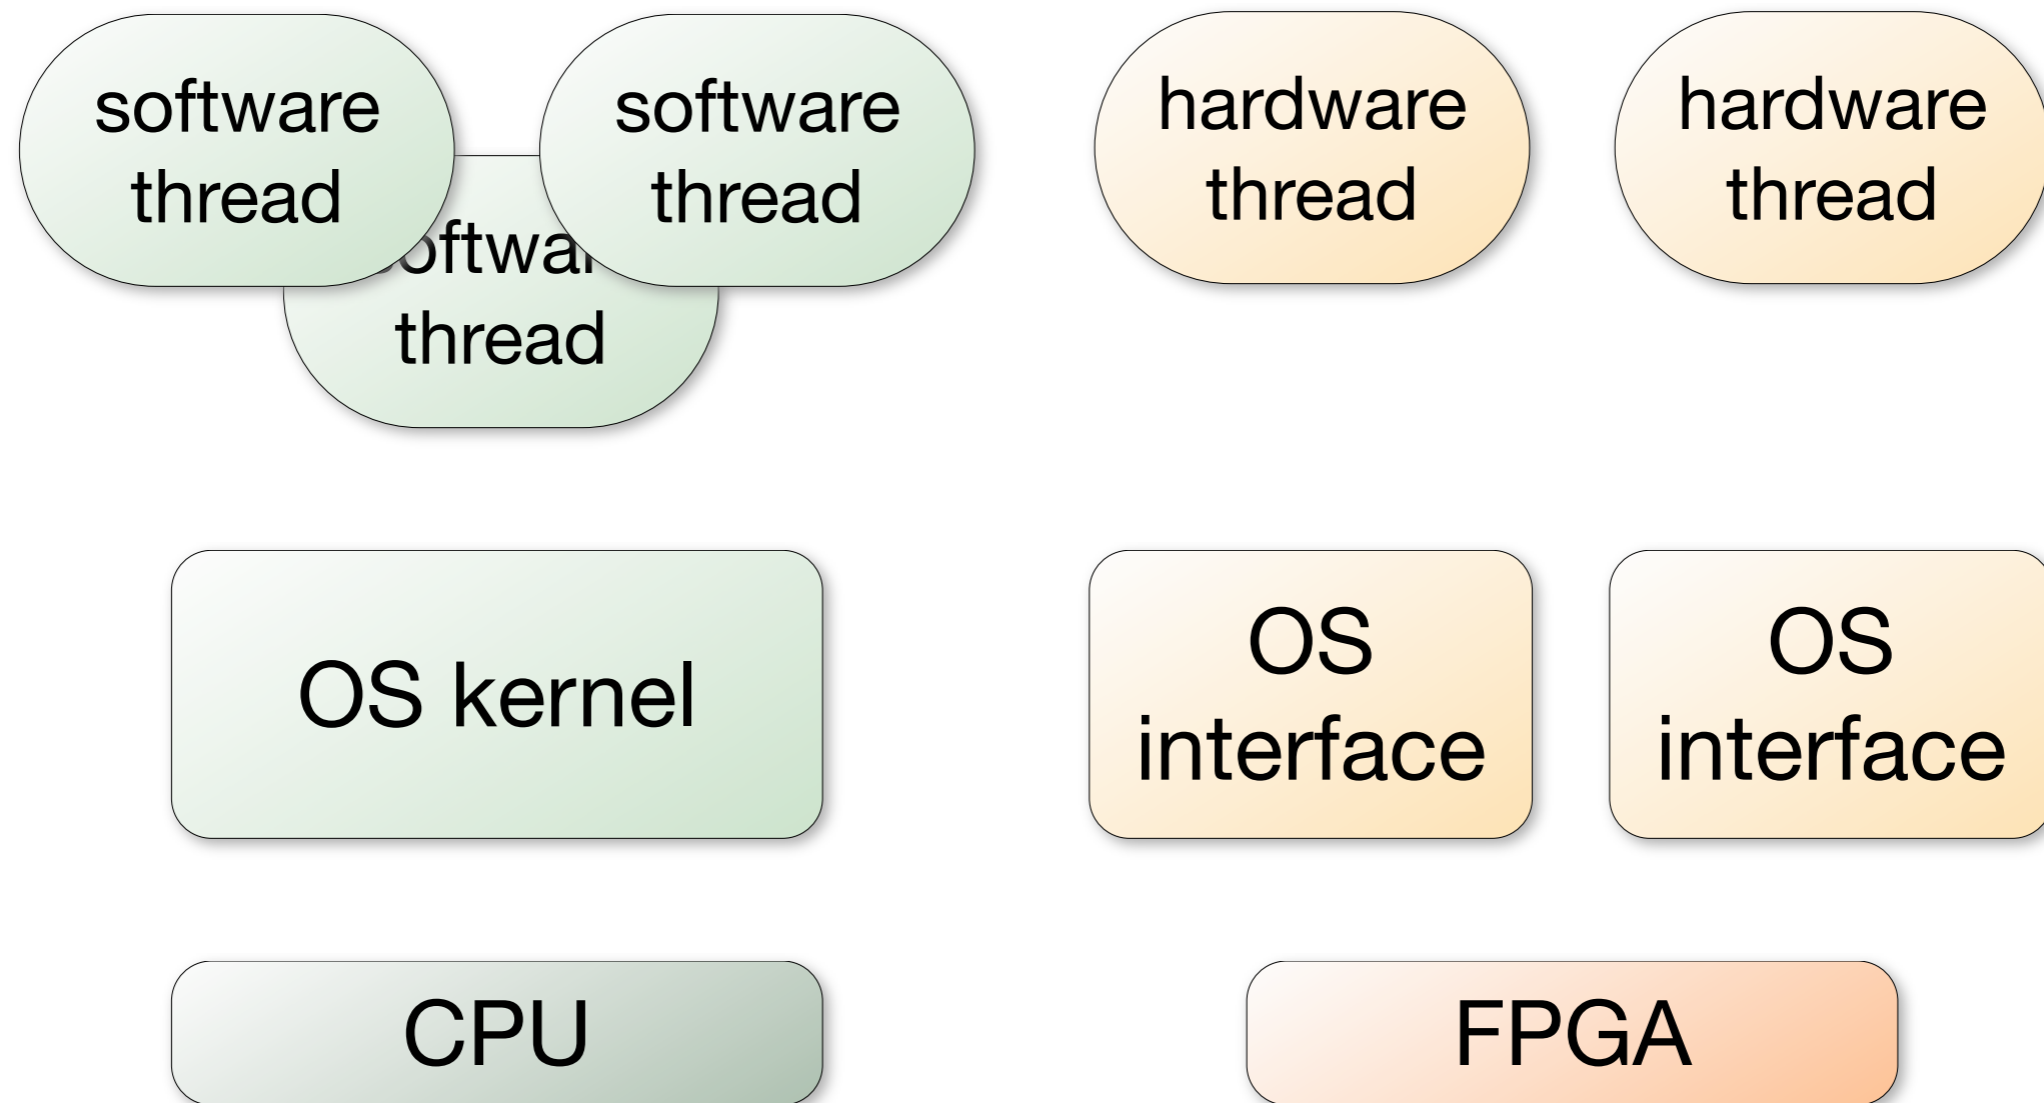 software
thread
software
thread
hardware
thread
hardware
thread
thread
OS kernel
OS
interface
OS
interface
CPU
FPGA